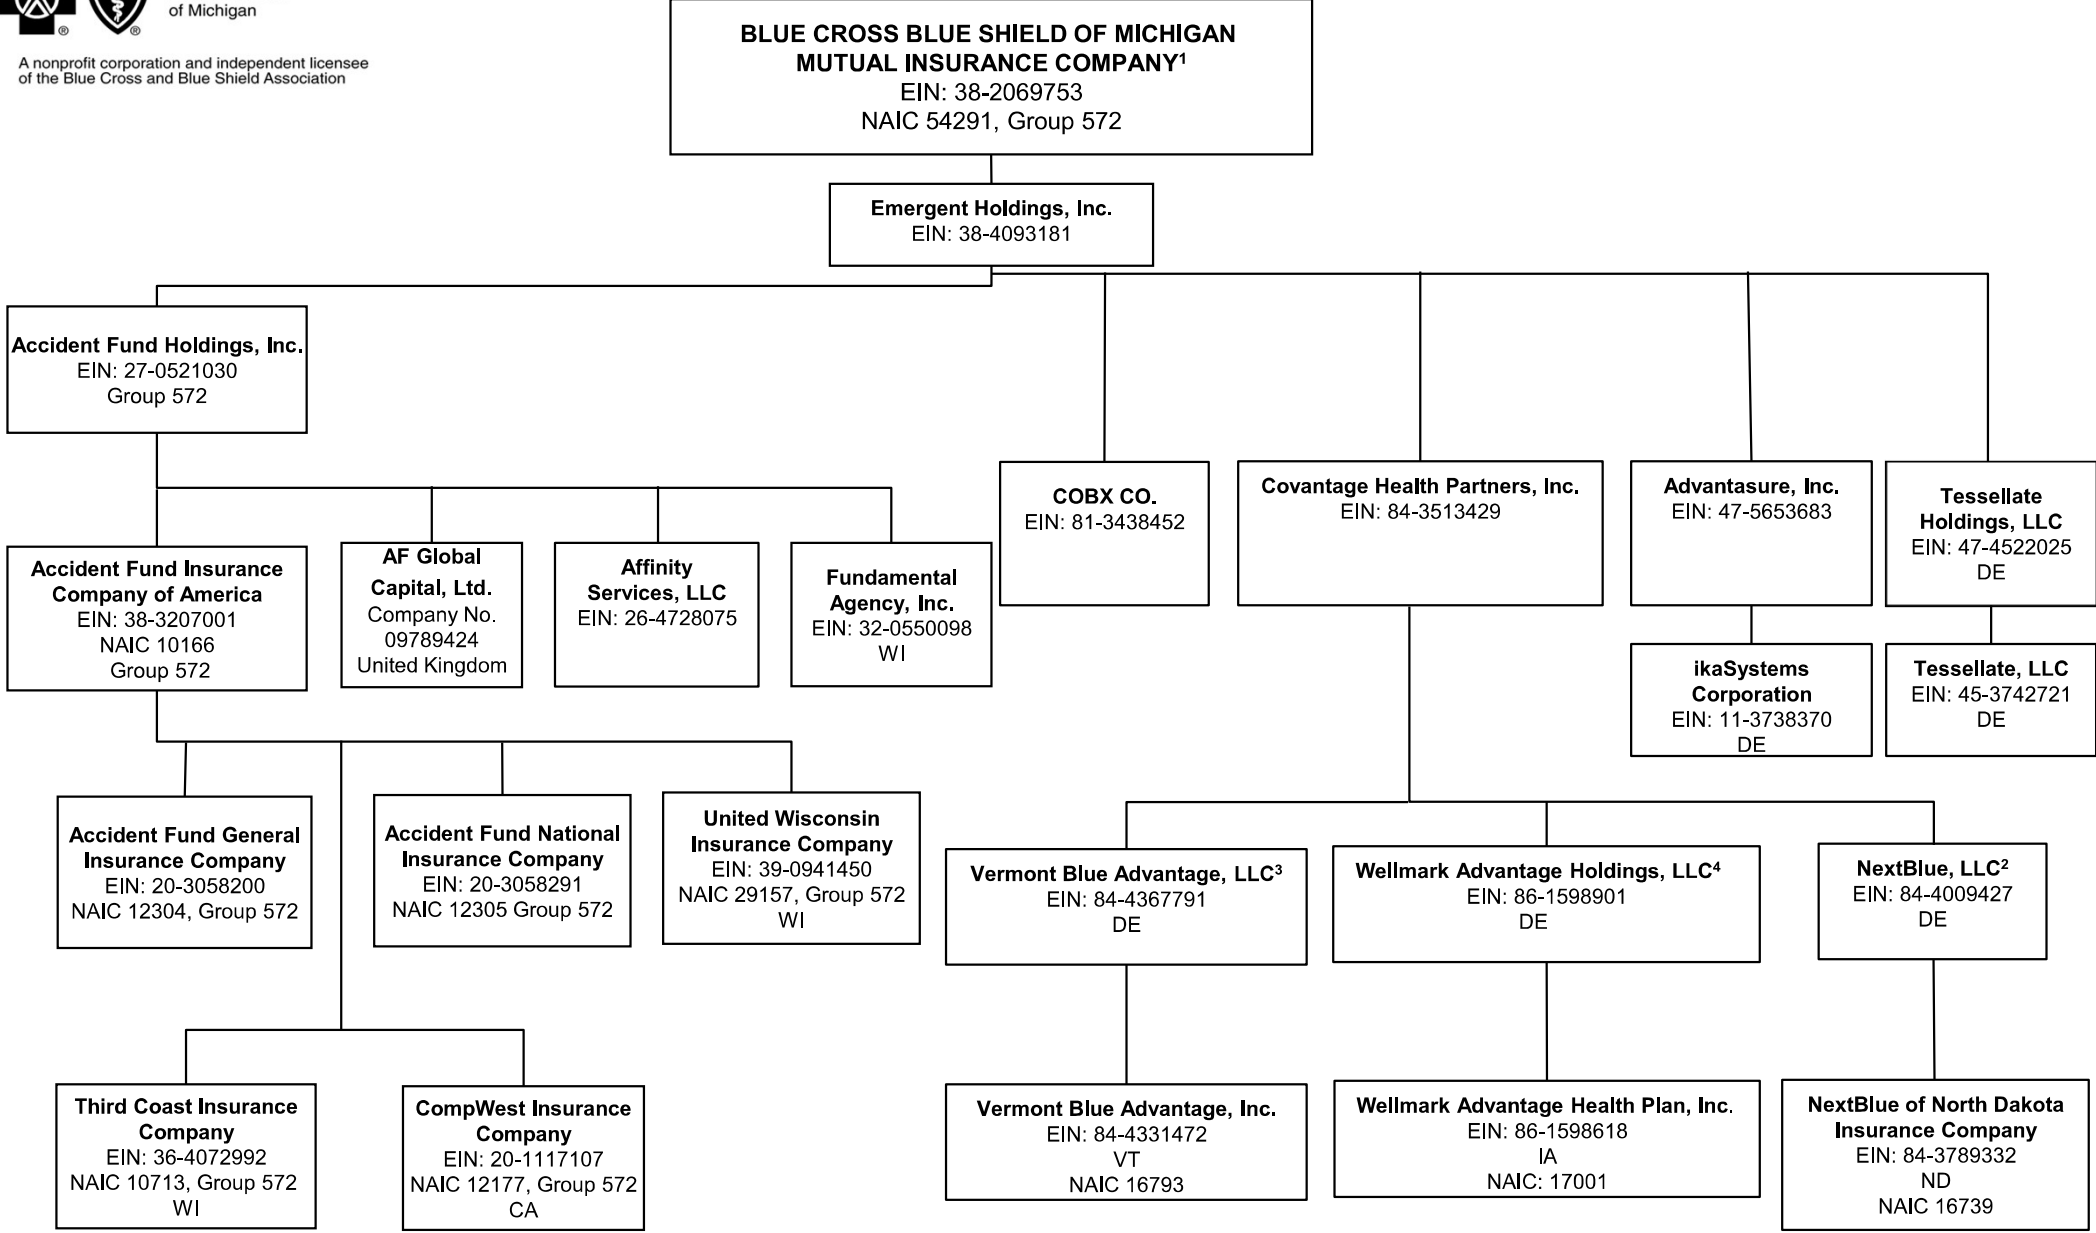 of Michigan
®
®
A nonprofit corporation and independent licensee
of the Blue Cross and Blue Shield Association
BLUE CROSS BLUE SHIELD OF MICHIGAN
MUTUAL INSURANCE COMPANY¹
EIN: 38-2069753
NAIC 54291, Group 572
Emergent Holdings, Inc.
EIN: 38-4093181
Accident Fund Holdings, Inc.
EIN: 27-0521030
Group 572
COBX CO.
EIN: 81-3438452
Covantage Health Partners, Inc.
EIN: 84-3513429
Advantasure, Inc.
EIN: 47-5653683
Tessellate
Holdings, LLC
EIN: 47-4522025
DE
Accident Fund Insurance
Company of America
EIN: 38-3207001
NAIC 10166
Group 572
AF Global
Capital, Ltd.
Company No.
09789424
United Kingdom
Affinity
Services, LLC
EIN: 26-4728075
Fundamental
Agency, Inc.
EIN: 32-0550098
WI
ikaSystems
Corporation
EIN: 11-3738370
DE
Tessellate, LLC
EIN: 45-3742721
DE
Accident Fund General
Insurance Company
EIN: 20-3058200
NAIC 12304, Group 572
Accident Fund National
Insurance Company
EIN: 20-3058291
NAIC 12305 Group 572
United Wisconsin
Insurance Company
EIN: 39-0941450
NAIC 29157, Group 572
WI
Vermont Blue Advantage, LLC³
EIN: 84-4367791
DE
Wellmark Advantage Holdings, LLC⁴
EIN: 86-1598901
DE
NextBlue, LLC²
EIN: 84-4009427
DE
Third Coast Insurance
Company
EIN: 36-4072992
NAIC 10713, Group 572
WI
CompWest Insurance
Company
EIN: 20-1117107
NAIC 12177, Group 572
CA
Vermont Blue Advantage, Inc.
EIN: 84-4331472
VT
NAIC 16793
Wellmark Advantage Health Plan, Inc.
EIN: 86-1598618
IA
NAIC: 17001
NextBlue of North Dakota
Insurance Company
EIN: 84-3789332
ND
NAIC 16739